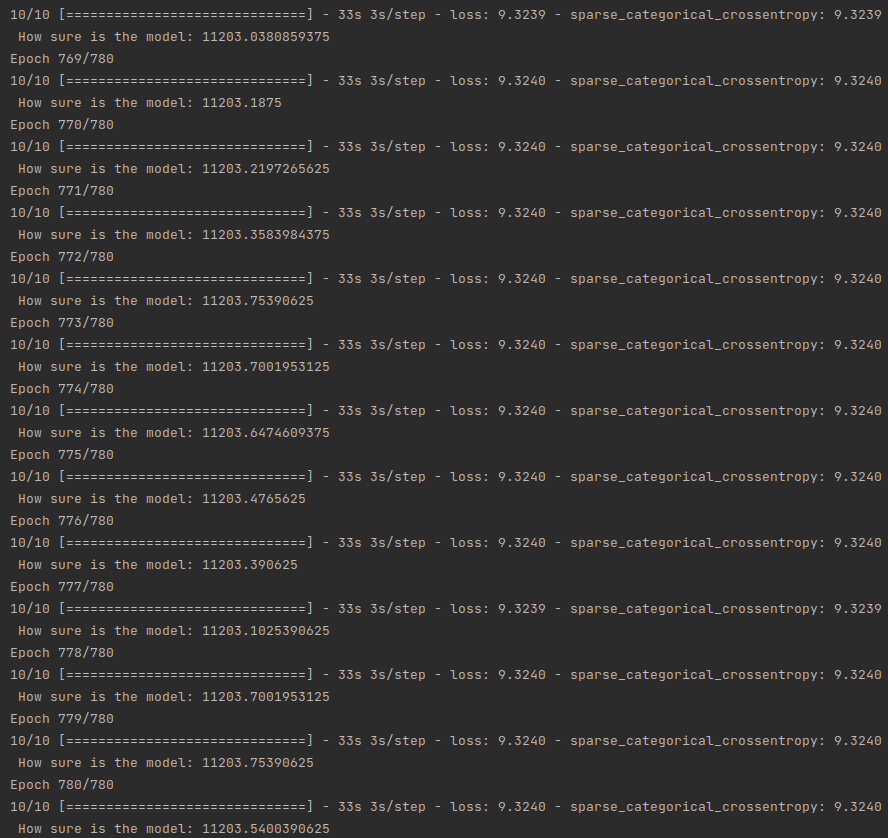 10/10 [==============================] - 33s 3s/step - loss: 9.3239 - sparse_categorical_crossentropy: 9.3239
How sure is the model: 11203.0380859375
Epoch 769/780
10/10 [==============================] - 33s 3s/step - loss: 9.3240 - sparse_categorical_crossentropy: 9.3240
How sure is the model: 11203.1875
Epoch 770/780
10/10 [==============================] - 33s 3s/step - loss: 9.3240 - sparse_categorical_crossentropy: 9.3240
How sure is the model: 11203.2197265625
Epoch 771/780
10/10 [==============================] - 33s 3s/step - loss: 9.3240 - sparse_categorical_crossentropy: 9.3240
How sure is the model: 11203.3583984375
Epoch 772/780
10/10 [==============================] - 33s 3s/step - loss: 9.3240 - sparse_categorical_crossentropy: 9.3240
How sure is the model: 11203.75390625
Epoch 773/780
10/10 [==============================] - 33s 3s/step - loss: 9.3240 - sparse_categorical_crossentropy: 9.3240
How sure is the model: 11203.7001953125
Epoch 774/780
10/10 [==============================] - 33s 3s/step - loss: 9.3240 - sparse_categorical_crossentropy: 9.3240
How sure is the model: 11203.6474609375
Epoch 775/780
10/10 [==============================] - 33s 3s/step - loss: 9.3240 - sparse_categorical_crossentropy: 9.3240
How sure is the model: 11203.4765625
Epoch 776/780
10/10 [==============================] - 33s 3s/step - loss: 9.3240 - sparse_categorical_crossentropy: 9.3240
How sure is the model: 11203.390625
Epoch 777/780
10/10 [==============================] - 33s 3s/step - loss: 9.3239 - sparse_categorical_crossentropy: 9.3239
How sure is the model: 11203.1025390625
Epoch 778/780
10/10 [==============================] - 33s 3s/step - loss: 9.3240 - sparse_categorical_crossentropy: 9.3240
How sure is the model: 11203.7001953125
Epoch 779/780
10/10 [==============================] - 33s 3s/step - loss: 9.3240 - sparse_categorical_crossentropy: 9.3240
How sure is the model: 11203.75390625
Epoch 780/780
10/10 [==============================] - 33s 3s/step - loss: 9.3240 - sparse_categorical_crossentropy: 9.3240
How sure is the model: 11203.5400390625